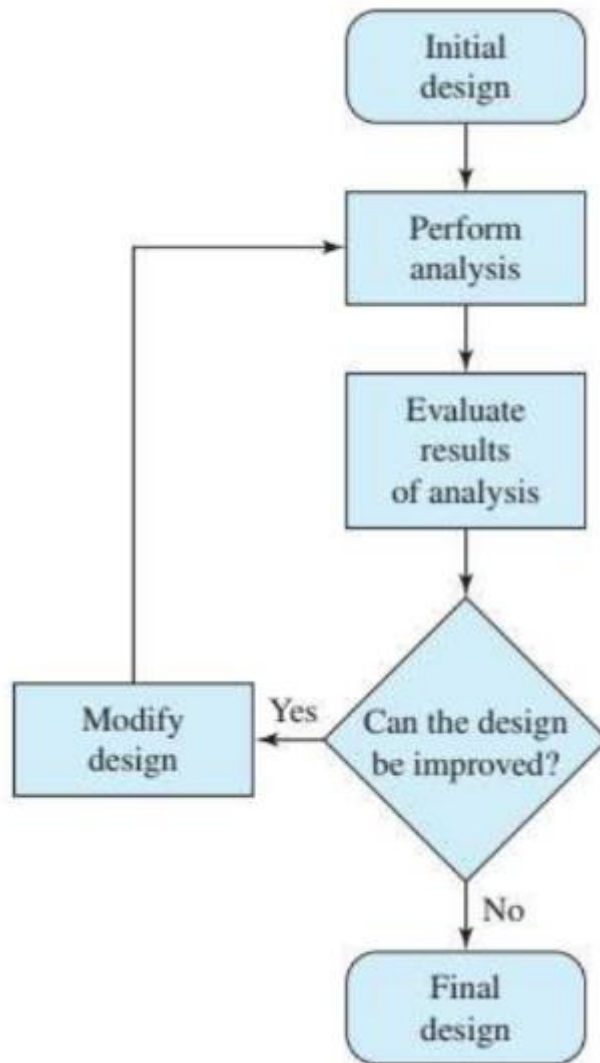 Initial
design
Perform
analysis
Evaluate
results
of analysis
Can the design
be improved?
Yes
Modify
design
No
Final
design